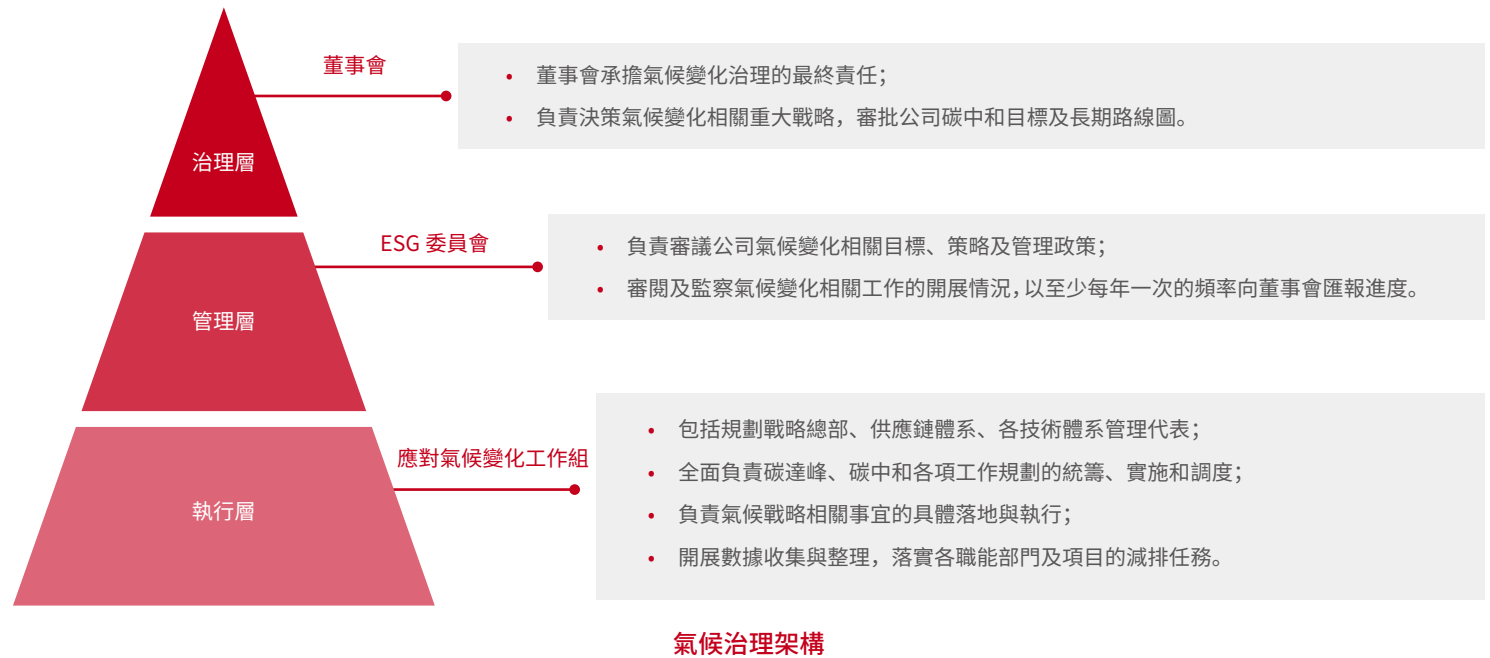 董事會
• 董事會承擔氣候變化治理的最終責任；
• 負責決策氣候變化相關重大戰略，審批公司碳中和目標及長期路線圖。
治理層
ESG 委員會
• 負責審議公司氣候變化相關目標、策略及管理政策；
• 審閱及監察氣候變化相關工作的開展情況，以至少每年一次的頻率向董事會匯報進度。
管理層
應對氣候變化工作組
• 包括規劃戰略總部、供應鏈體系、各技術體系管理代表；
• 全面負責碳達峰、碳中和各項工作規劃的統籌、實施和調度；
• 負責氣候戰略相關事宜的具體落地與執行；
• 開展數據收集與整理，落實各職能部門及項目的減排任務。
執行層
氣候治理架構